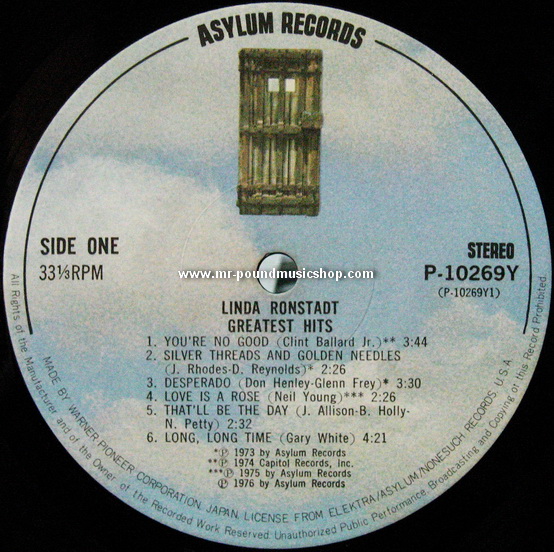 ASYLUM RECORDS
SIDE ONE
33⅓RPM
STEREO
P-10269Y
(P-10269Y1)
www.mr-poundmusicshop.com
LINDA RONSTADT
GREATEST HITS
1. YOU'RE NO GOOD (Clint Ballard Jr.)** 3:44
2. SILVER THREADS AND GOLDEN NEEDLES
(J. Rhodes-D. Reynolds)* 2:26
3. DESPERADO (Don Henley-Glenn Frey)* 3:30
4. LOVE IS A ROSE (Neil Young)*** 2:26
5. THAT'LL BE THE DAY (J. Allison-B. Holly-
N. Petty) 2:32
6. LONG, LONG TIME (Gary White) 4:21
*℗ 1973 by Asylum Records
**℗ 1974 Capitol Records, Inc.
***℗ 1975 by Asylum Records
℗ 1976 by Asylum Records
MADE BY WARNER-PIONEER CORPORATION, JAPAN, LICENSE FROM ELEKTRA/ASYLUM/NONESUCH RECORDS, U.S.A.
All Rights of the Manufacturer and of the Owner of the Recorded Work Reserved Unauthorized Public Performance, Broadcasting and Copying of this Record Prohibited.